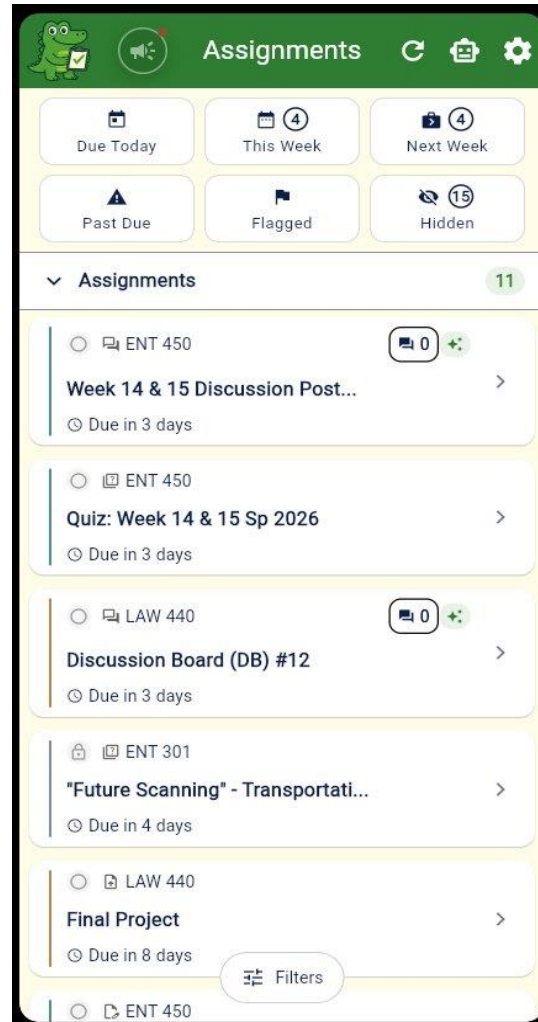 Assignments
Due Today
4
This Week
4
Next Week
Past Due
Flagged
15
Hidden
Assignments 11
ENT 450 0
Week 14 & 15 Discussion Post...
Due in 3 days
ENT 450
Quiz: Week 14 & 15 Sp 2026
Due in 3 days
LAW 440 0
Discussion Board (DB) #12
Due in 3 days
ENT 301
"Future Scanning" - Transportati...
Due in 4 days
LAW 440
Final Project
Due in 8 days
Filters
ENT 450